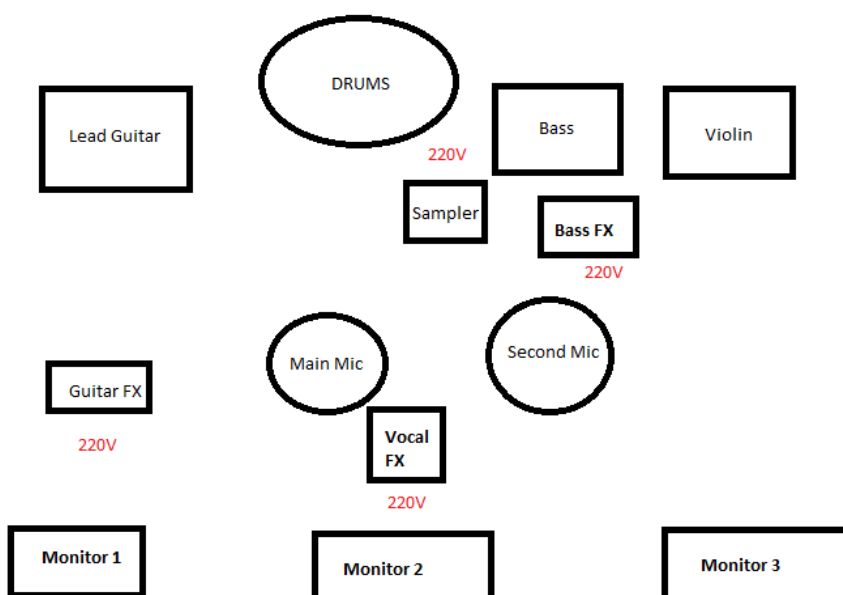 DRUMS
Lead Guitar
Bass
Violin
220V
Sampler
Bass FX
220V
Main Mic
Second Mic
Guitar FX
220V
Vocal
FX
220V
Monitor 1
Monitor 2
Monitor 3